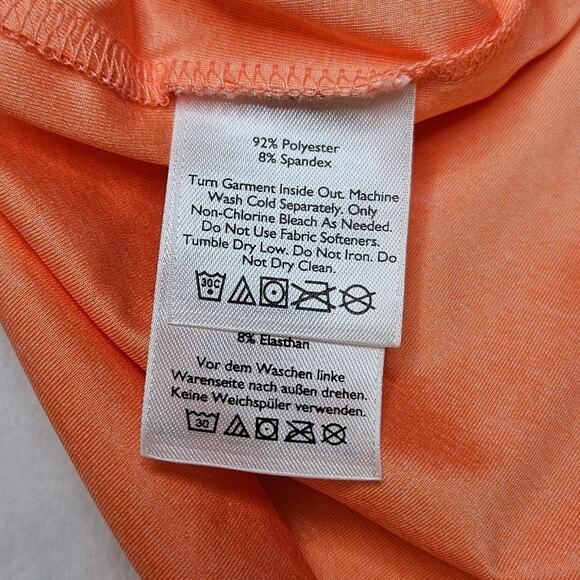 92% Polyester
8% Spandex
Turn Garment Inside Out. Machine
Wash Cold Separately. Only
Non-Chlorine Bleach As Needed.
Do Not Use Fabric Softeners.
Tumble Dry Low. Do Not Iron. Do
Not Dry Clean.
30C
8% Elasthan
Vor dem Waschen linke
Warenseite nach außen drehen.
Keine Weichspüler verwenden.
30